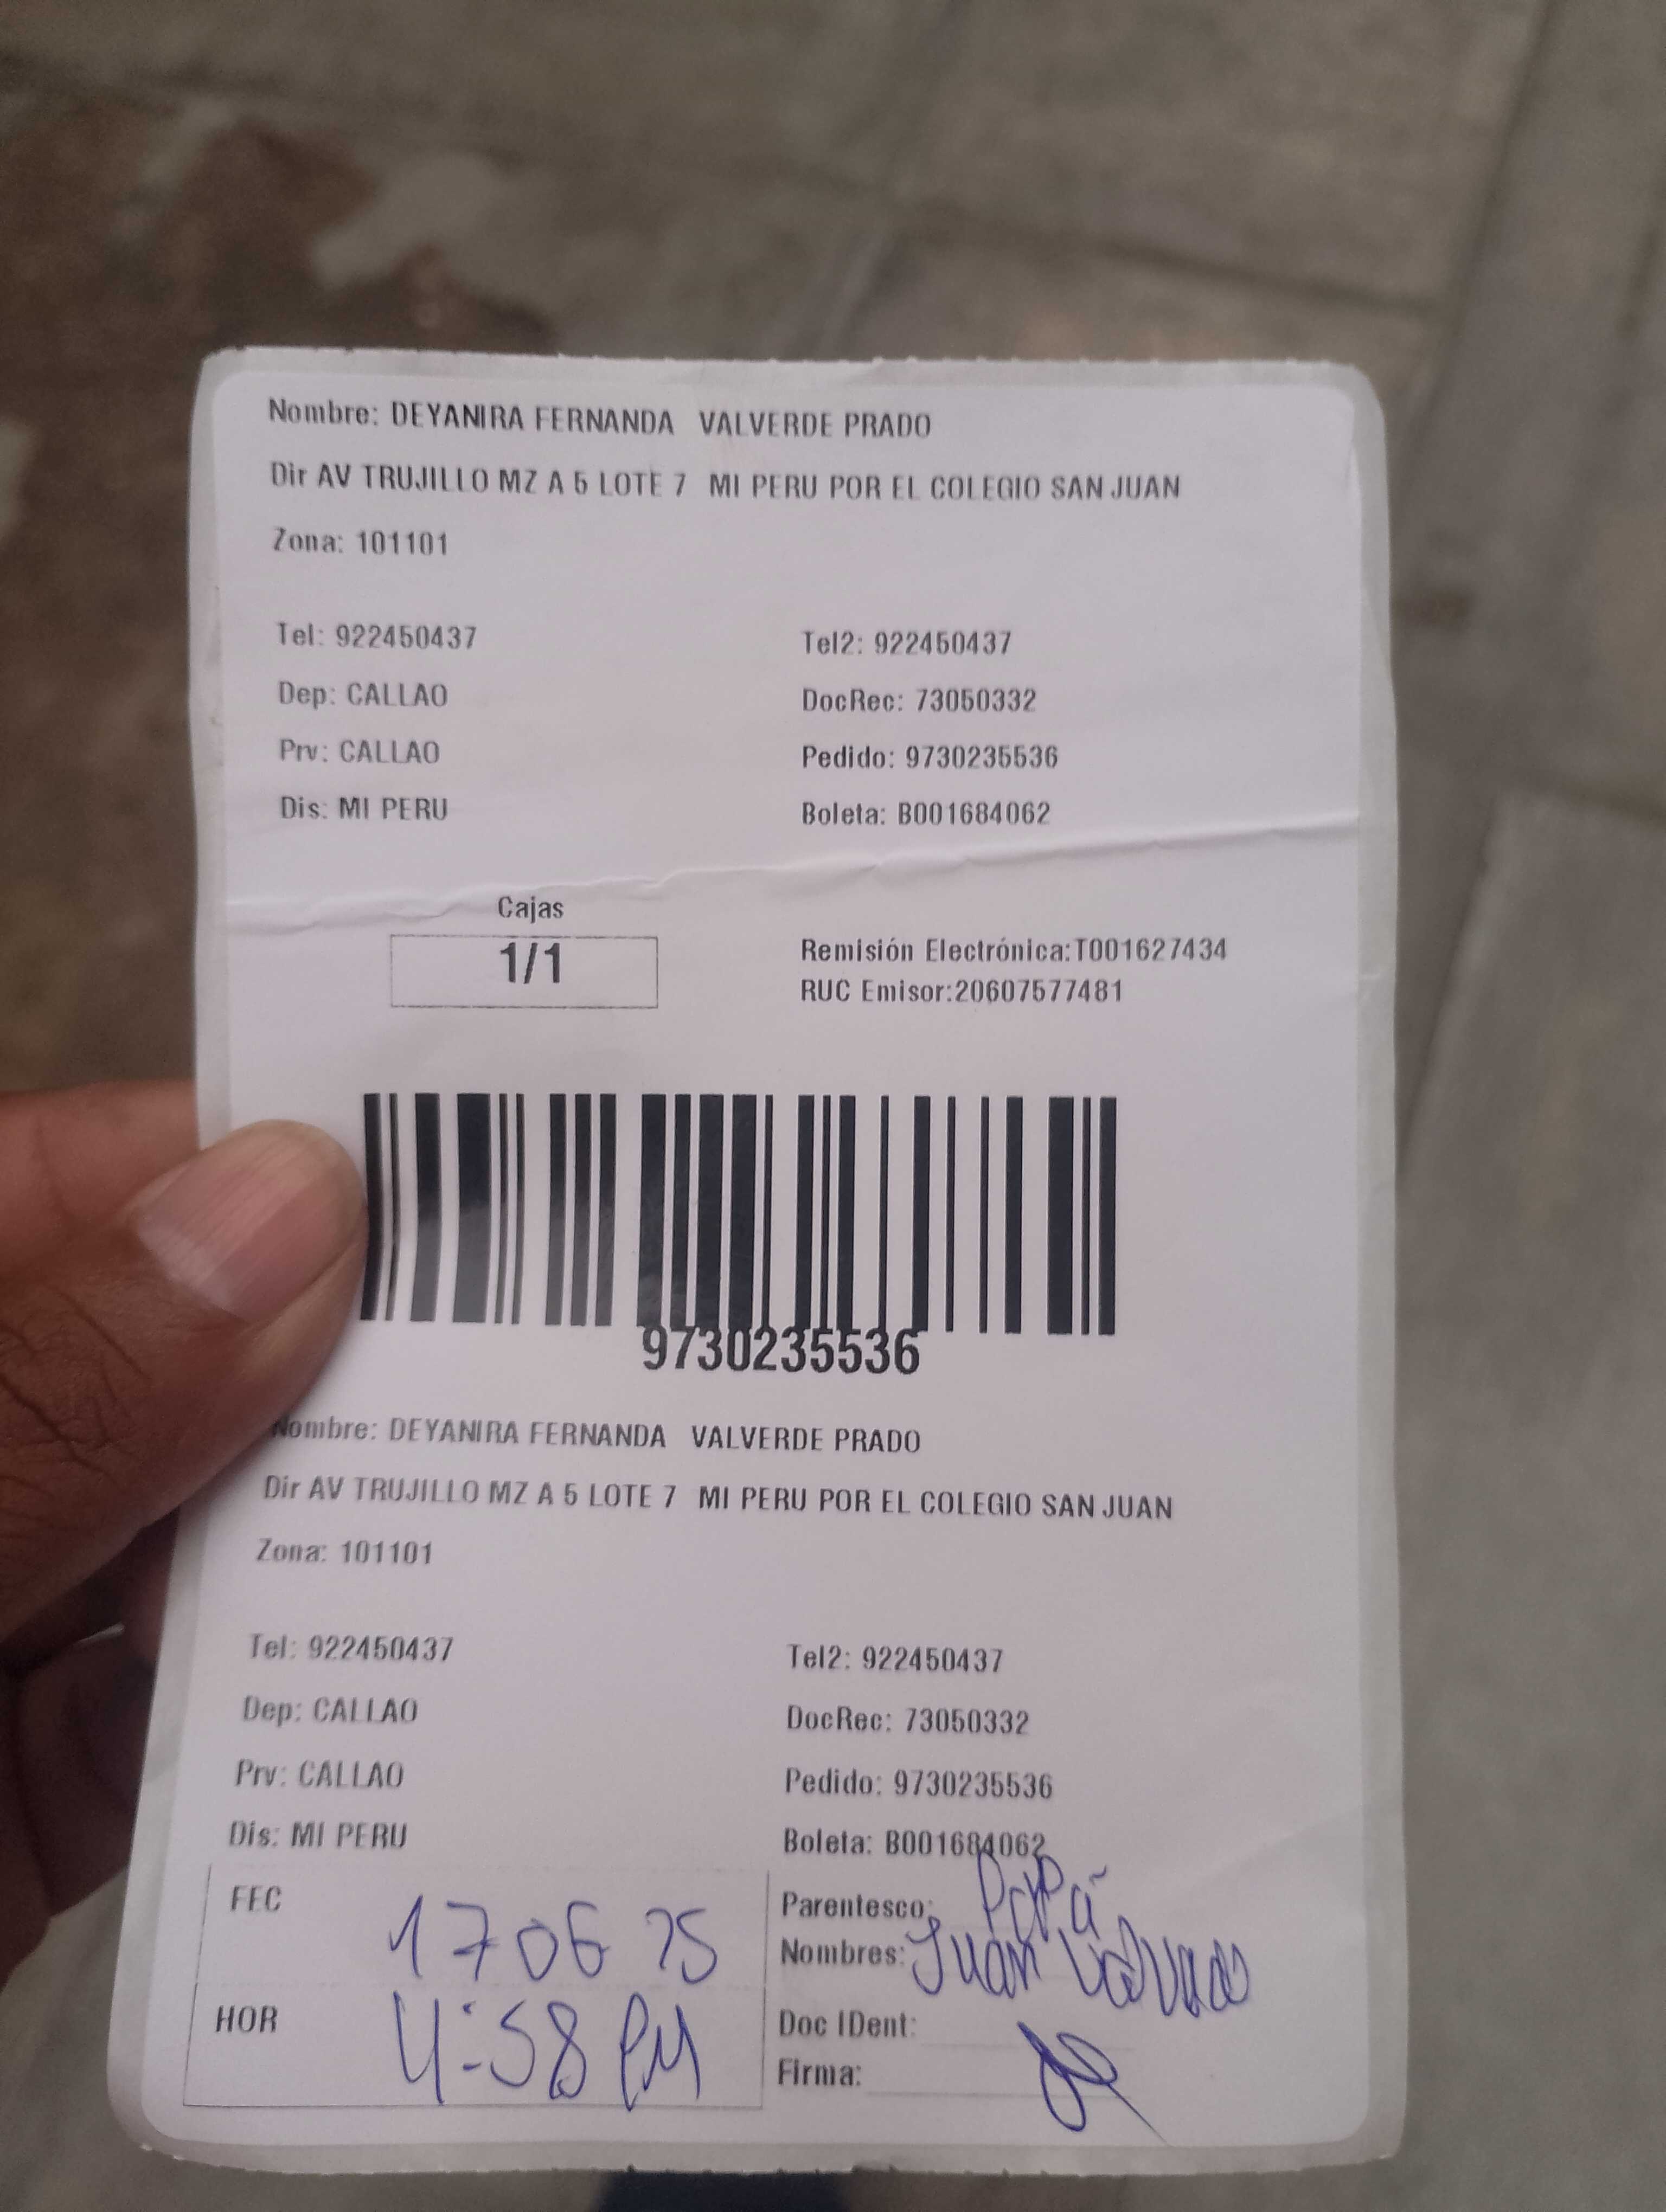 Nombre: DEYANIRA FERNANDA VALVERDE PRADO
Dir AV TRUJILLO MZ A 5 LOTE 7 MI PERU POR EL COLEGIO SAN JUAN
Zona: 101101
Tel: 922450437 Tel2: 922450437
Dep: CALLAO DocRec: 73050332
Prv: CALLAO Pedido: 9730235536
Dis: MI PERU Boleta: B001684062
Cajas
1/1
Remisión Electrónica:T001627434
RUC Emisor:20607577481
9730235536
Nombre: DEYANIRA FERNANDA VALVERDE PRADO
Dir AV TRUJILLO MZ A 5 LOTE 7 MI PERU POR EL COLEGIO SAN JUAN
Zona: 101101
Tel: 922450437 Tel2: 922450437
Dep: CALLAO DocRec: 73050332
Prv: CALLAO Pedido: 9730235536
Dis: MI PERU Boleta: B001684062
FEC 17 06 25 Parentesco: Papá
Nombres: Juan
HOR 4:58 PM Doc IDent:
Firma: